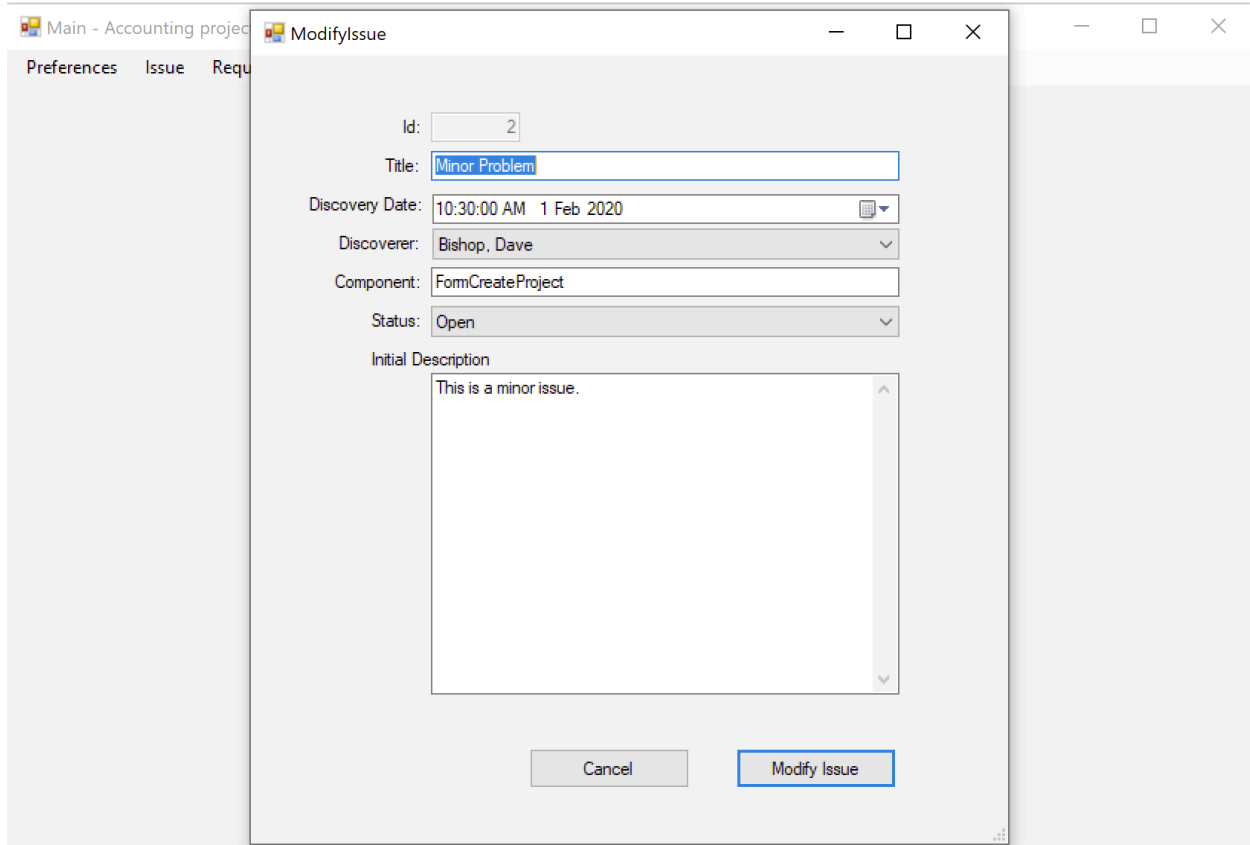 Main - Accounting projec
ModifyIssue
Preferences Issue Requ
Id: 2
Title: Minor Problem
Discovery Date: 10:30:00 AM 1 Feb 2020
Discoverer: Bishop, Dave
Component: FormCreateProject
Status: Open
Initial Description
This is a minor issue.
Cancel Modify Issue